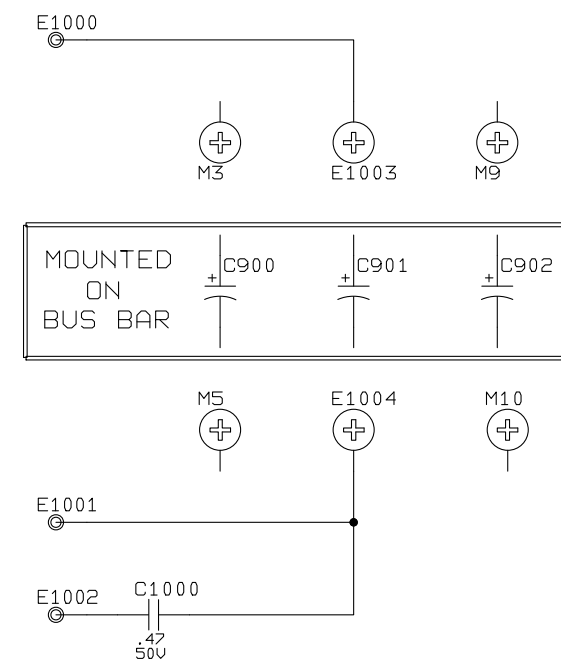 E1000
M3
E1003
M9
MOUNTED
ON
BUS BAR
+
C900
+
C901
+
C902
M5
E1004
M10
E1001
E1002
C1000
.47
50V